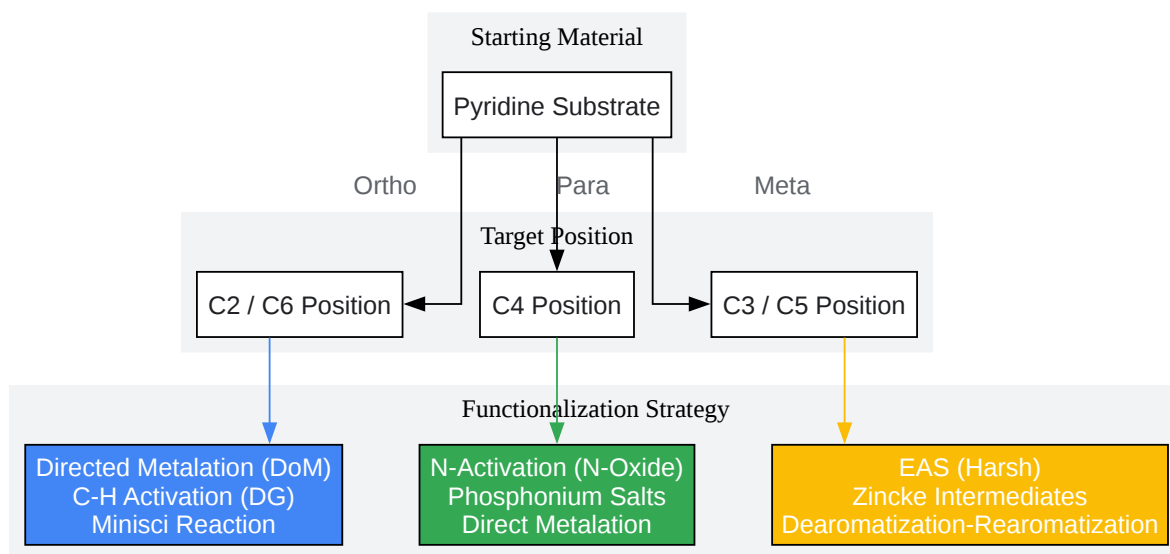 Starting Material
Pyridine Substrate
Ortho
Para
Meta
Target Position
C2 / C6 Position
C4 Position
C3 / C5 Position
Functionalization Strategy
Directed Metalation (DoM)
C-H Activation (DG)
Minisci Reaction
N-Activation (N-Oxide)
Phosphonium Salts
Direct Metalation
EAS (Harsh)
Zincke Intermediates
Dearomatization-Rearomatization